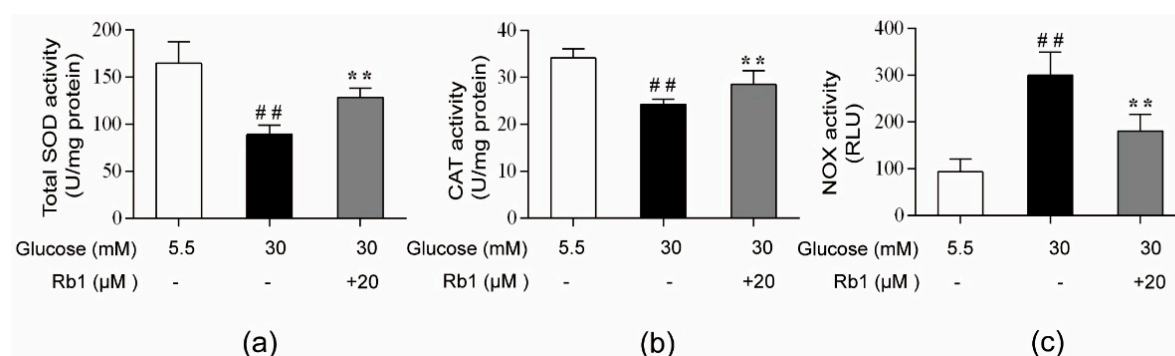 Total SOD activity
(U/mg protein)
200
150
100
50
0
##
**
Glucose (mM) 5.5 30 30
Rb1 (μM ) - - +20
(a)
CAT activity
(U/mg protein)
40
30
20
10
0
##
**
Glucose (mM) 5.5 30 30
Rb1 (μM ) - - +20
(b)
NOX activity
(RLU)
400
300
200
100
0
##
**
Glucose (mM) 5.5 30 30
Rb1 (μM ) - - +20
(c)